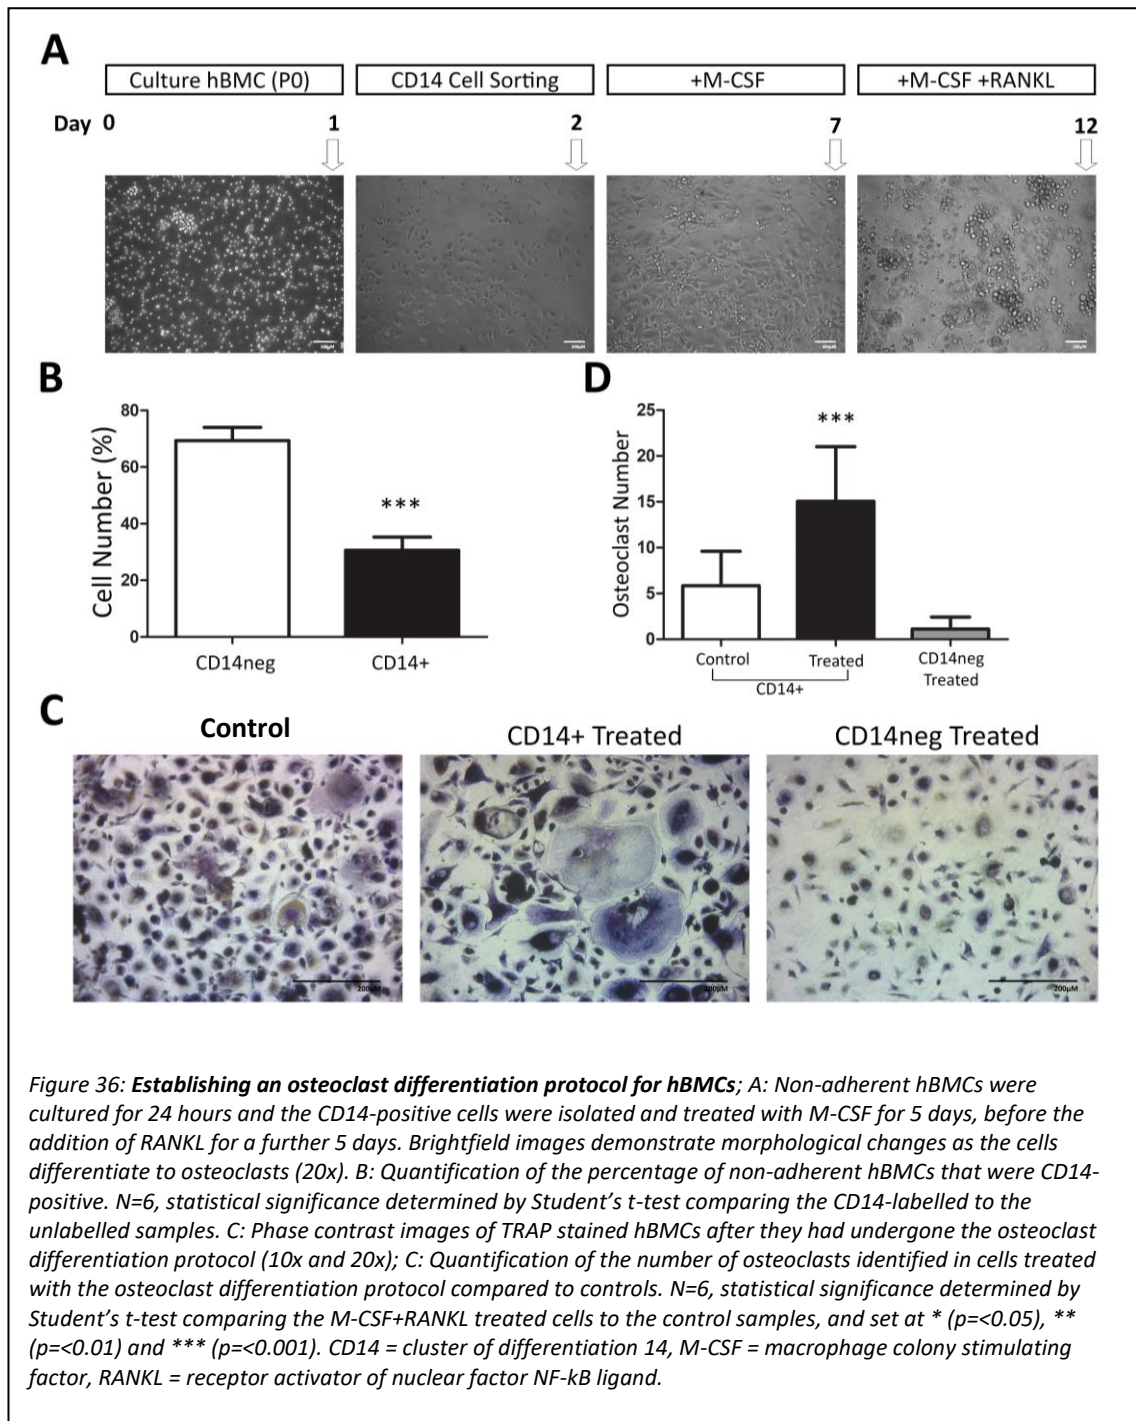 A
Culture hBMC (P0)
CD14 Cell Sorting
+M-CSF
+M-CSF +RANKL
Day 0 1 2 7 12
B
Cell Number (%)
80
60
40
20
0
***
CD14neg
CD14+
D
Osteoclast Number
25
20
15
10
5
0
***
Control
Treated
CD14neg
Treated
CD14+
C
Control
CD14+ Treated
CD14neg Treated
200µM
200µM
200µM
Figure 36: Establishing an osteoclast differentiation protocol for hBMCs; A: Non-adherent hBMCs were
cultured for 24 hours and the CD14-positive cells were isolated and treated with M-CSF for 5 days, before the
addition of RANKL for a further 5 days. Brightfield images demonstrate morphological changes as the cells
differentiate to osteoclasts (20x). B: Quantification of the percentage of non-adherent hBMCs that were CD14-
positive. N=6, statistical significance determined by Student's t-test comparing the CD14-labelled to the
unlabelled samples. C: Phase contrast images of TRAP stained hBMCs after they had undergone the osteoclast
differentiation protocol (10x and 20x); C: Quantification of the number of osteoclasts identified in cells treated
with the osteoclast differentiation protocol compared to controls. N=6, statistical significance determined by
Student's t-test comparing the M-CSF+RANKL treated cells to the control samples, and set at * (p=<0.05), **
(p=<0.01) and *** (p=<0.001). CD14 = cluster of differentiation 14, M-CSF = macrophage colony stimulating
factor, RANKL = receptor activator of nuclear factor NF-kB ligand.